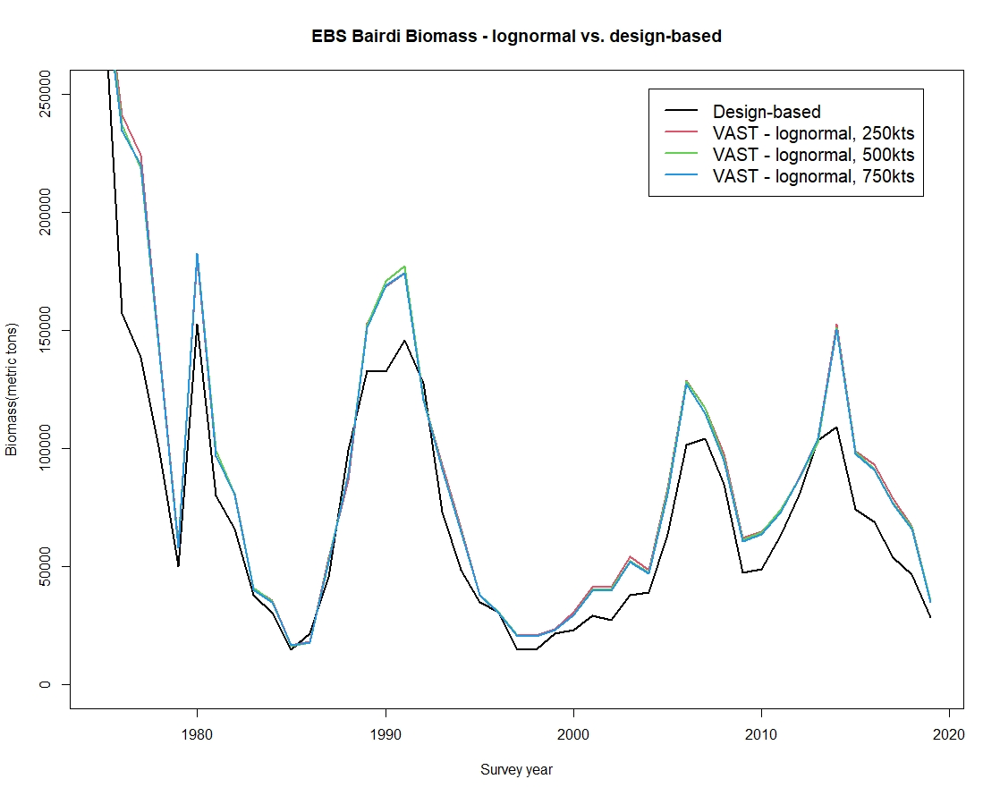 EBS Bairdi Biomass - lognormal vs. design-based
Design-based
VAST - lognormal, 250kts
VAST - lognormal, 500kts
VAST - lognormal, 750kts
Biomass(metric tons)
250000
200000
150000
100000
50000
0
1980 1990 2000 2010 2020
Survey year